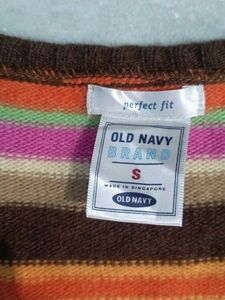 perfect fit
OLD NAVY
BRAND
S
MADE IN SINGAPORE
OLD NAVY